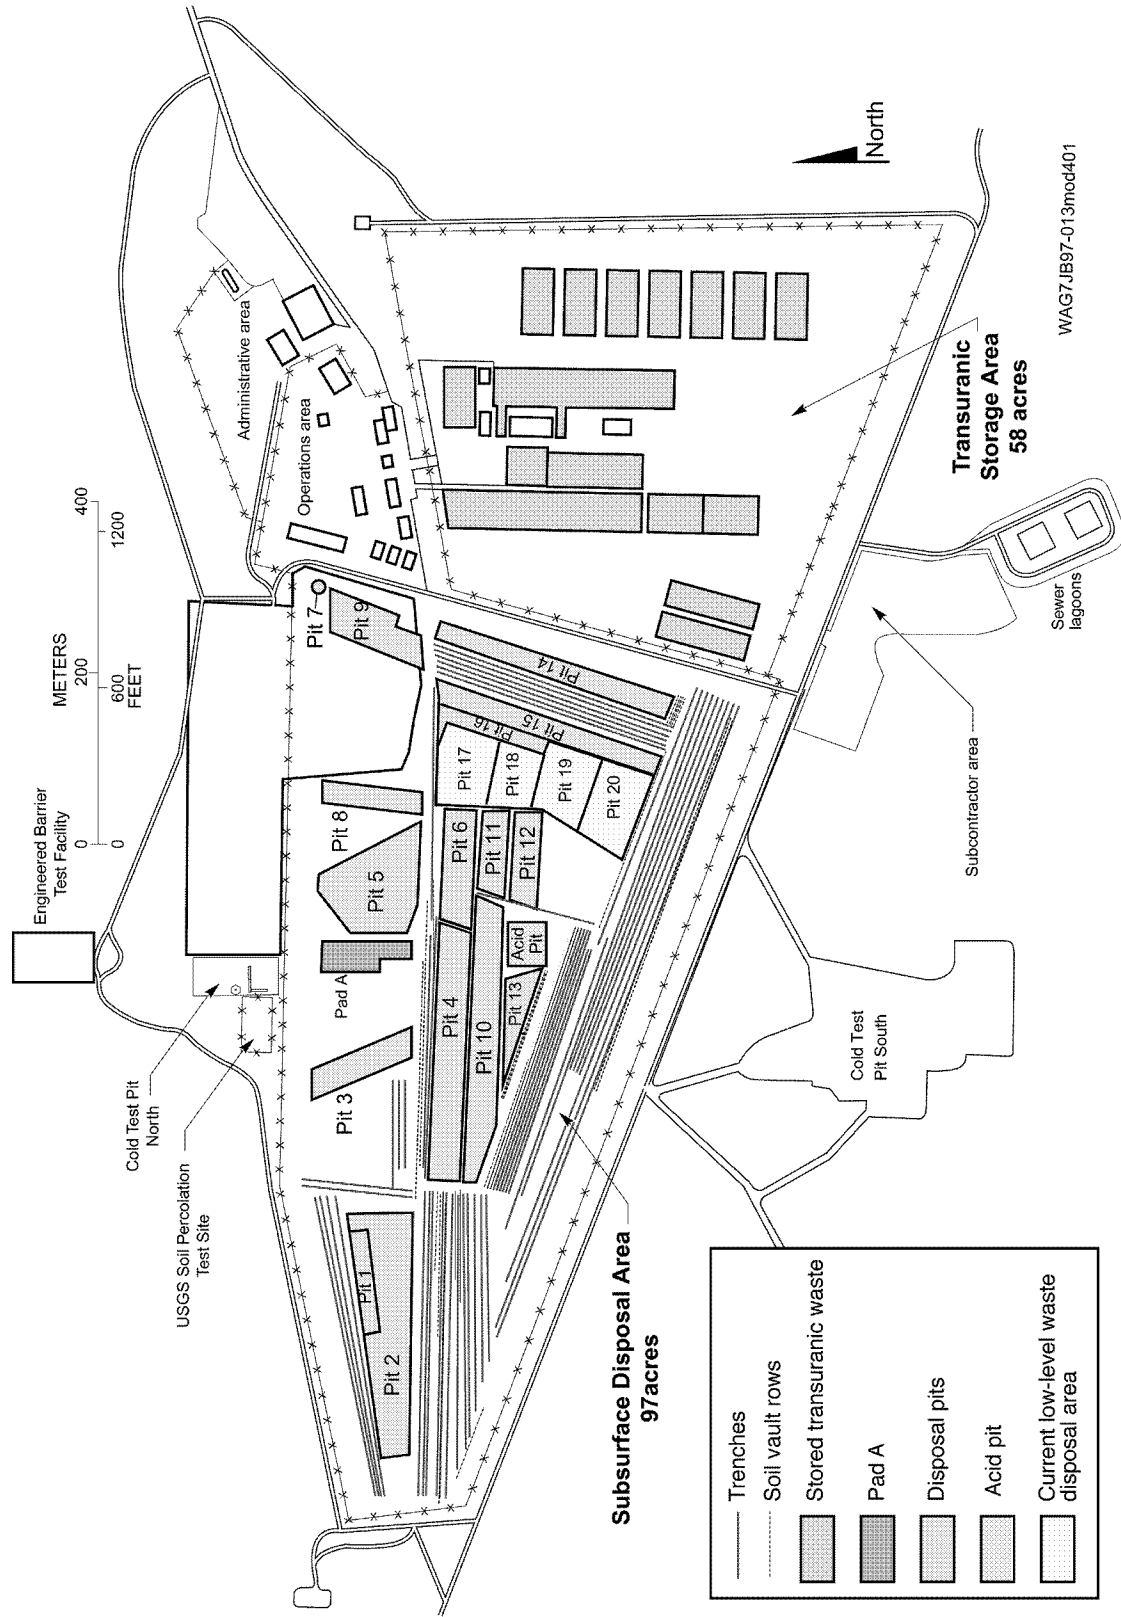 Engineered Barrier
Test Facility
METERS
0 200 400
0 600 1200
FEET
Cold Test Pit
North
USGS Soil Percolation
Test Site
Administrative area
Operations area
Pit 1
Pit 2
Pit 3
Pad A
Pit 5
Pit 8
Pit 7
Pit 9
Pit 4
Pit 6
Pit 10
Pit 11
Pit 12
Acid
Pit
Pit 13
Pit 17
Pit 16
Pit 18
Pit 15
Pit 19
Pit 20
Pit 14
North
Subsurface Disposal Area
97acres
Transuranic
Storage Area
58 acres
Cold Test
Pit South
Subcontractor area
Sewer
lagoons
Trenches
Soil vault rows
Stored transuranic waste
Pad A
Disposal pits
Acid pit
Current low-level waste
disposal area
WAG7JB97-013mod401